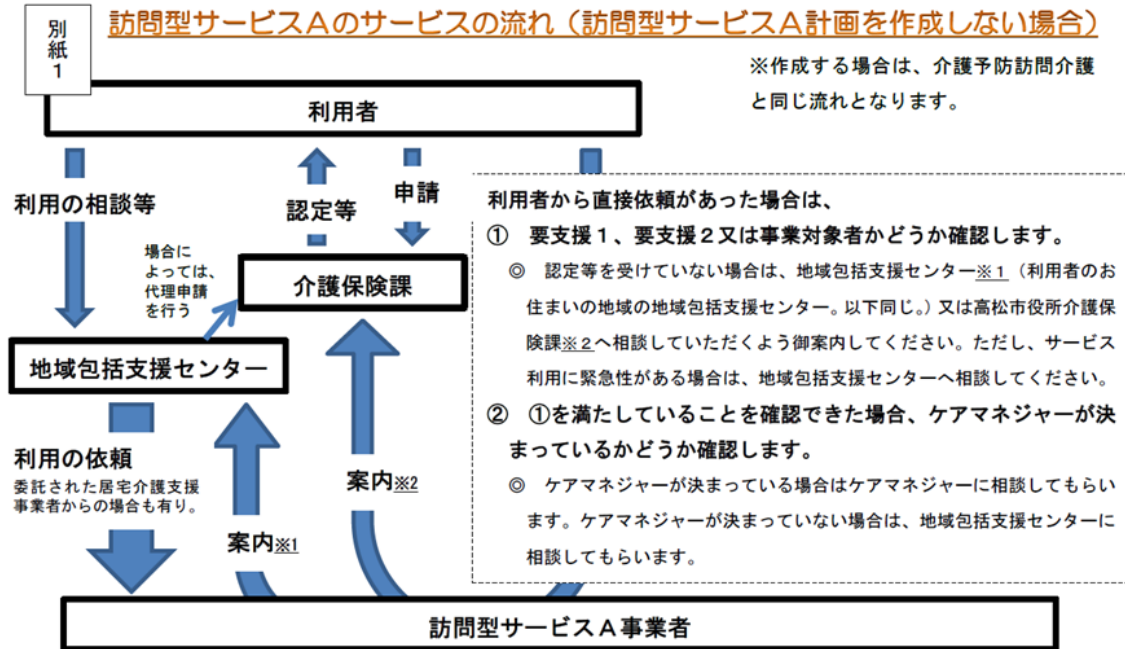 別紙1
訪問型サービスAのサービスの流れ(訪問型サービスA計画を作成しない場合)
※作成する場合は、介護予防訪問介護
と同じ流れとなります。
利用者
利用の相談等
認定等
申請
場合に
よっては、
代理申請
を行う
介護保険課
地域包括支援センター
利用の依頼
委託された居宅介護支援
事業者からの場合も有り。
案内※1
案内※2
利用者から直接依頼があった場合は、
① 要支援1、要支援2又は事業対象者かどうか確認します。
◎ 認定等を受けていない場合は、地域包括支援センター※1(利用者のお
住まいの地域の地域包括支援センター。以下同じ。)又は高松市役所介護保
険課※2へ相談していただくよう御案内してください。ただし、サービス
利用に緊急性がある場合は、地域包括支援センターへ相談してください。
② ①を満たしていることを確認できた場合、ケアマネジャーが決
まっているかどうか確認します。
◎ ケアマネジャーが決まっている場合はケアマネジャーに相談してもらい
ます。ケアマネジャーが決まっていない場合は、地域包括支援センターに
相談してもらいます。
訪問型サービスA事業者